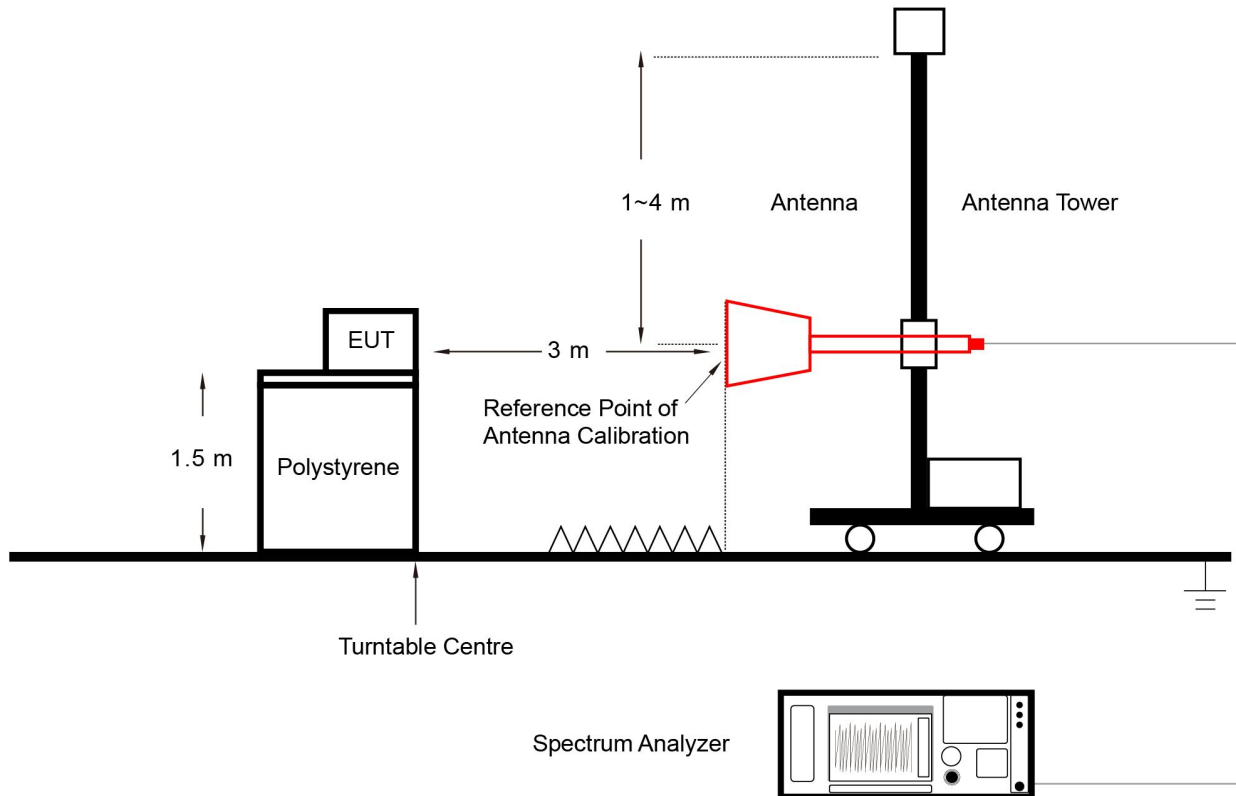 1~4 m
Antenna
Antenna Tower
EUT
3 m
Reference Point of
Antenna Calibration
1.5 m
Polystyrene
Turntable Centre
Spectrum Analyzer